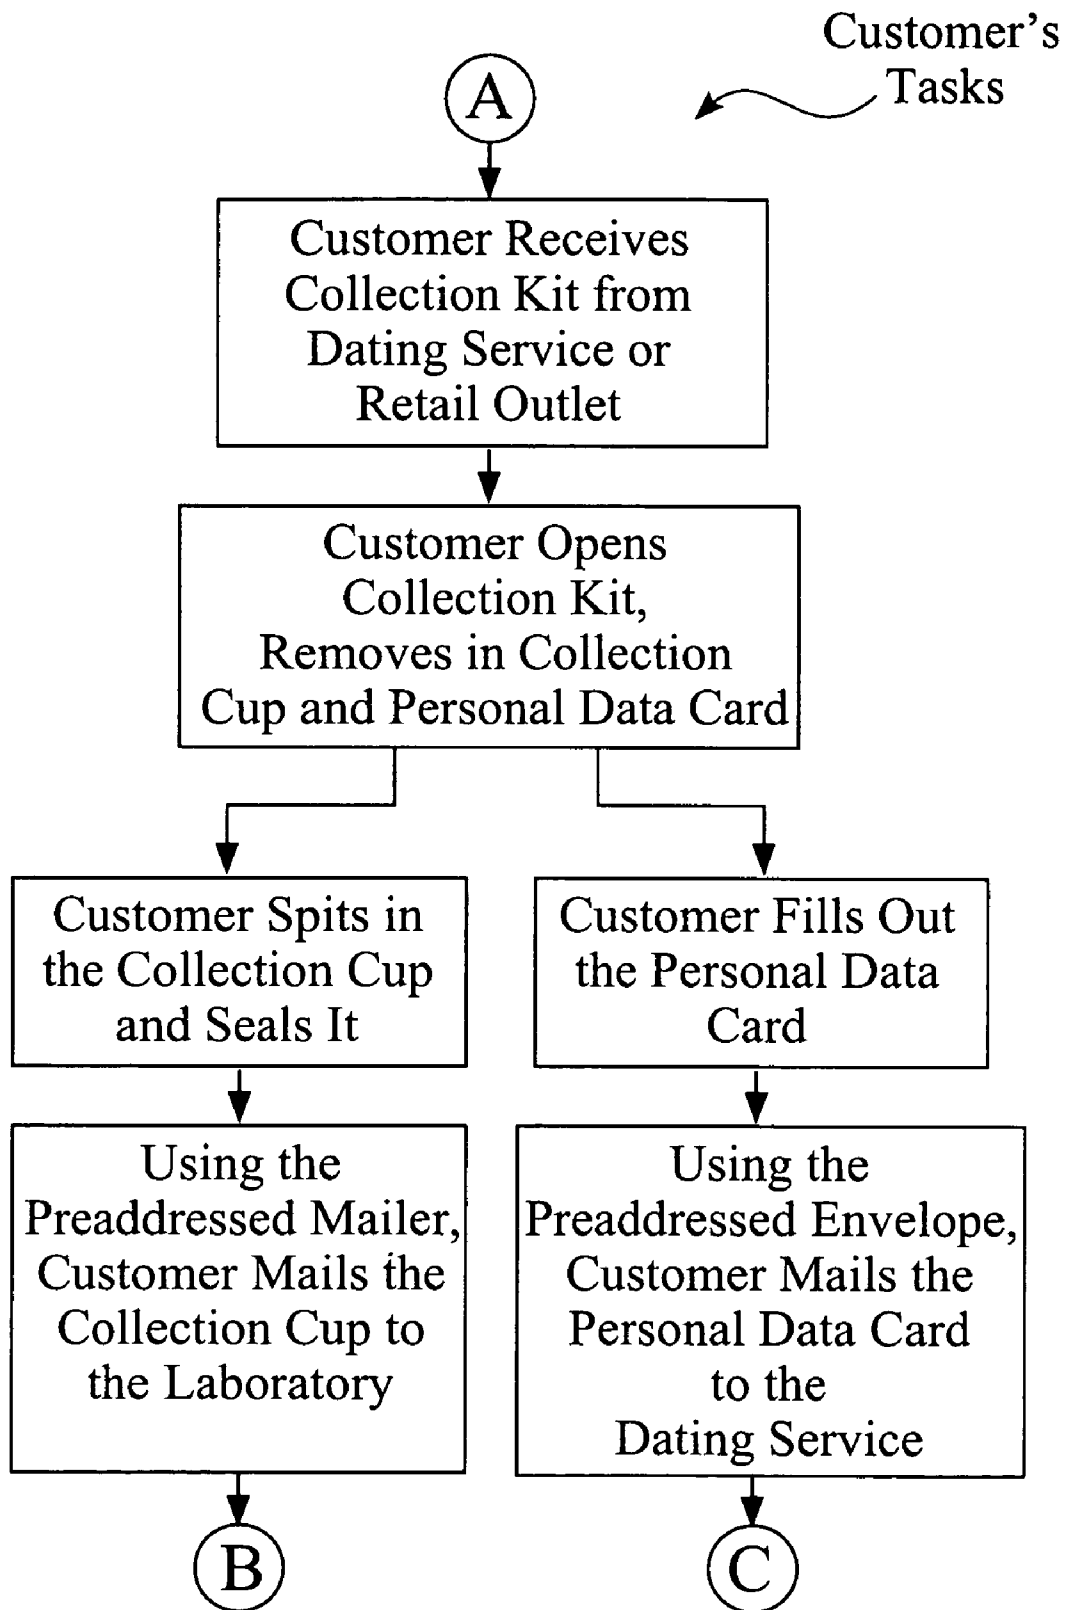 Customer's
Tasks
A
Customer Receives
Collection Kit from
Dating Service or
Retail Outlet
Customer Opens
Collection Kit,
Removes in Collection
Cup and Personal Data Card
Customer Spits in
the Collection Cup
and Seals It
Customer Fills Out
the Personal Data
Card
Using the
Preaddressed Mailer,
Customer Mails the
Collection Cup to
the Laboratory
Using the
Preaddressed Envelope,
Customer Mails the
Personal Data Card
to the
Dating Service
B
C